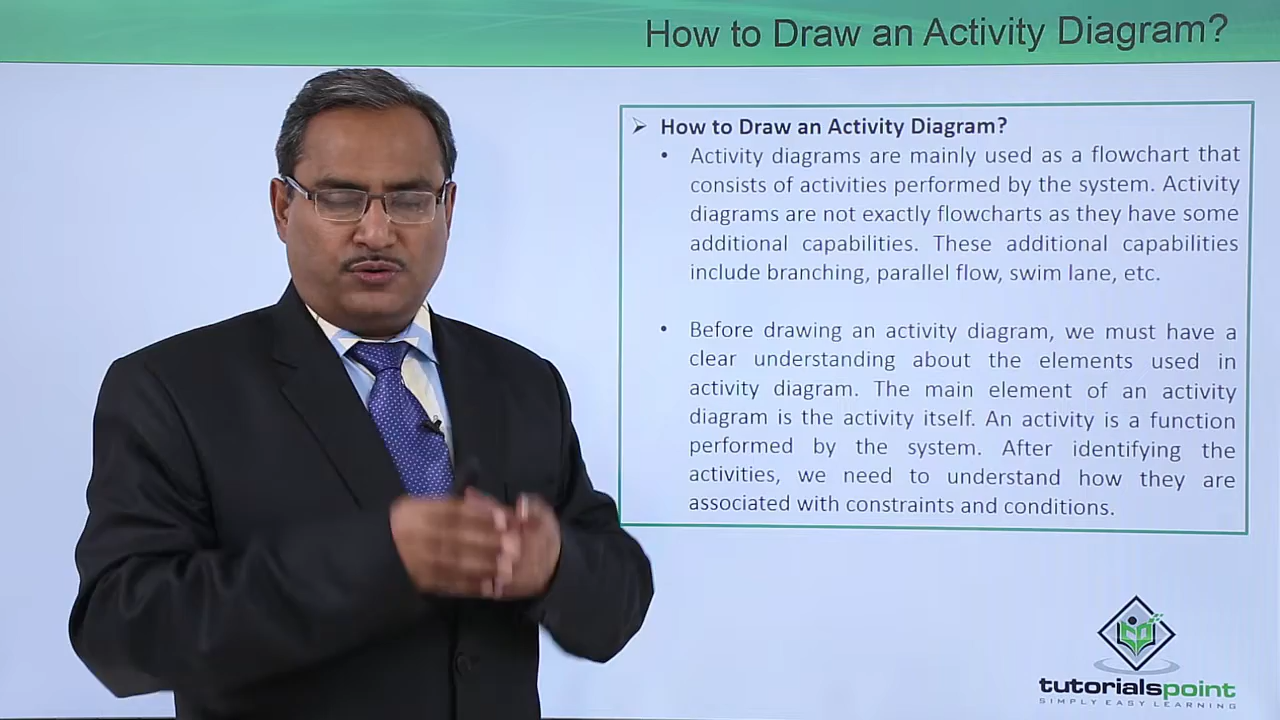 How to Draw an Activity Diagram?
➢ How to Draw an Activity Diagram?
• Activity diagrams are mainly used as a flowchart that
consists of activities performed by the system. Activity
diagrams are not exactly flowcharts as they have some
additional capabilities. These additional capabilities
include branching, parallel flow, swim lane, etc.
• Before drawing an activity diagram, we must have a
clear understanding about the elements used in
activity diagram. The main element of an activity
diagram is the activity itself. An activity is a function
performed by the system. After identifying the
activities, we need to understand how they are
associated with constraints and conditions.
tutorialspoint
SIMPLY EASY LEARNING